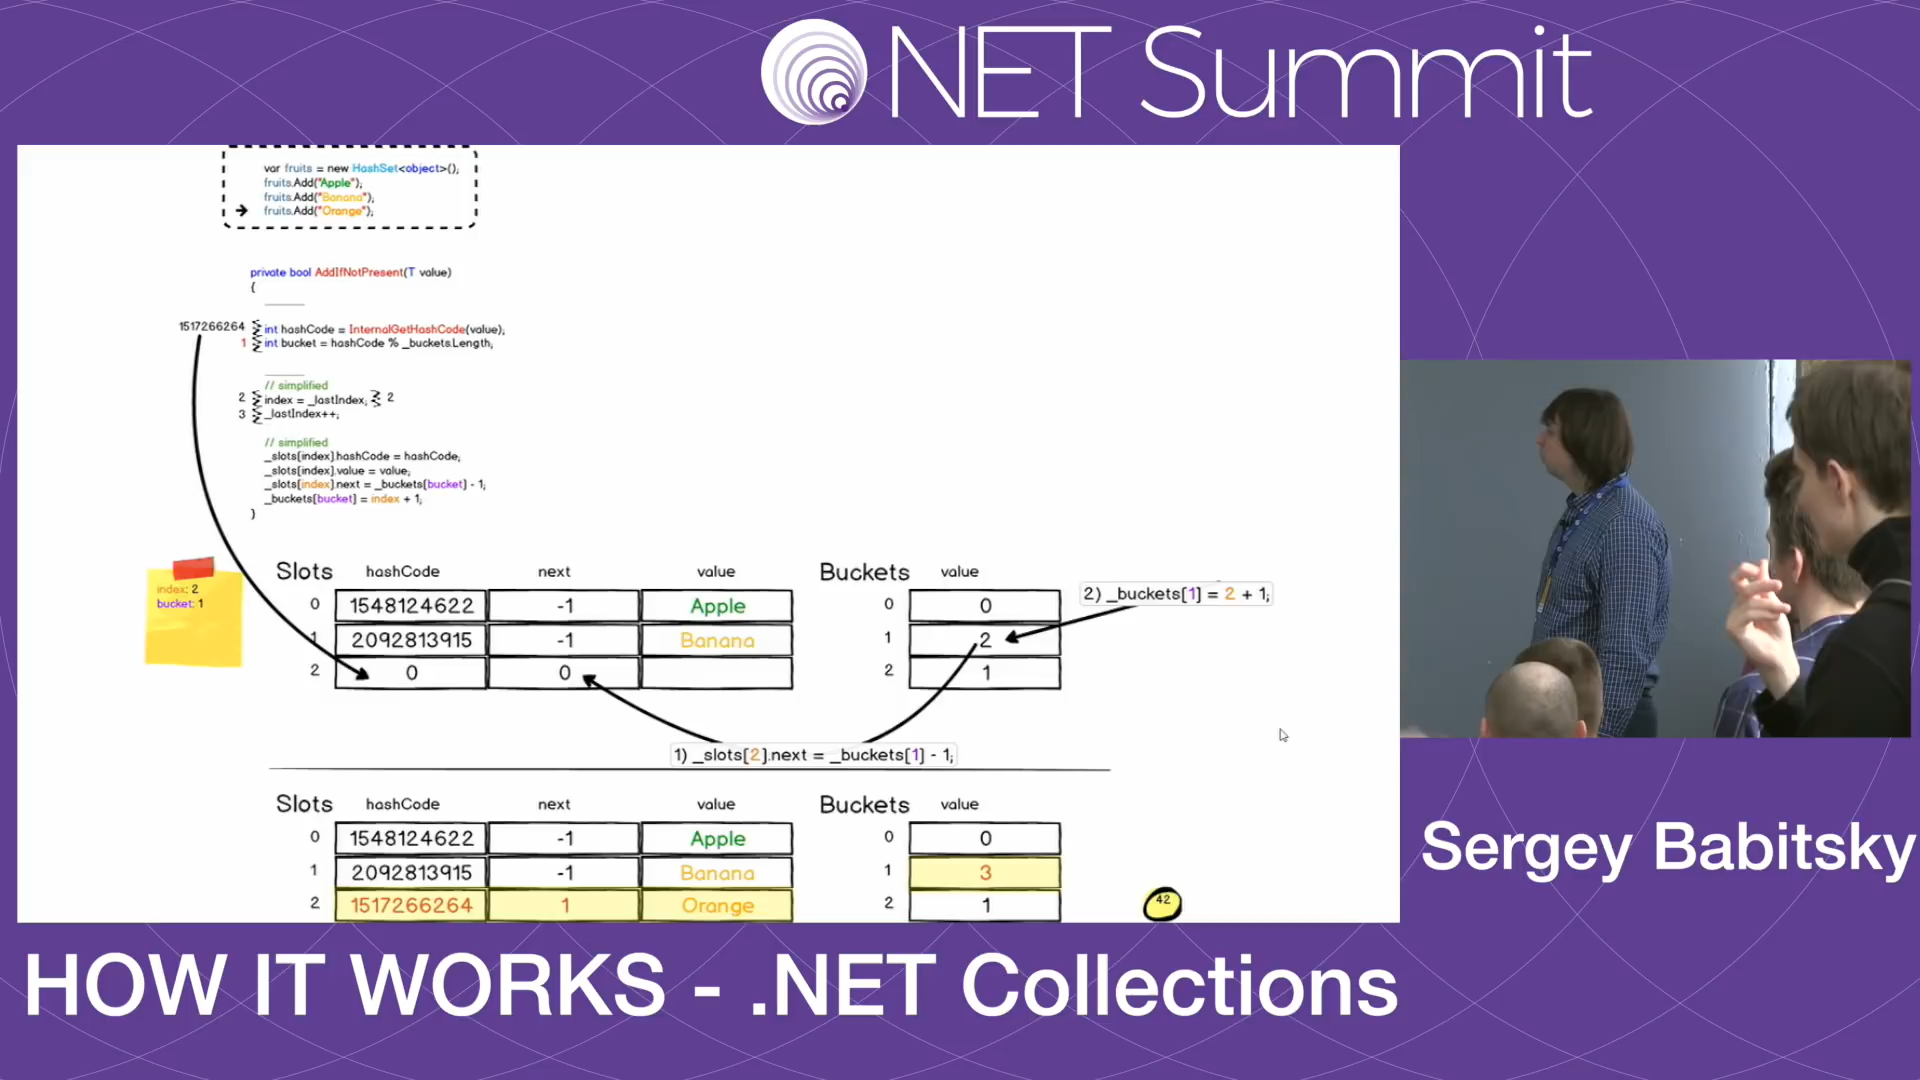 NET Summit
var fruits = new HashSet<object>();
fruits.Add("Apple");
fruits.Add("Banana");
fruits.Add("Orange");
private bool AddIfNotPresent(T value)
{
1517266264 int hashCode = InternalGetHashCode(value);
1 int bucket = hashCode % _buckets.Length;
// simplified
2 index = _lastIndex; 2
3 _lastIndex++;
// simplified
_slots[index].hashCode = hashCode;
_slots[index].value = value;
_slots[index].next = _buckets[bucket] - 1;
_buckets[bucket] = index + 1;
}
index: 2
bucket: 1
Slots hashCode next value Buckets value
0 1548124622 -1 Apple 0 0
1 2092813915 -1 Banana 1 2
2 0 0 2 1
2) _buckets[1] = 2 + 1;
1) _slots[2].next = _buckets[1] - 1;
Slots hashCode next value Buckets value
0 1548124622 -1 Apple 0 0
1 2092813915 -1 Banana 1 3
2 1517266264 1 Orange 2 1
42
Sergey Babitsky
HOW IT WORKS - .NET Collections